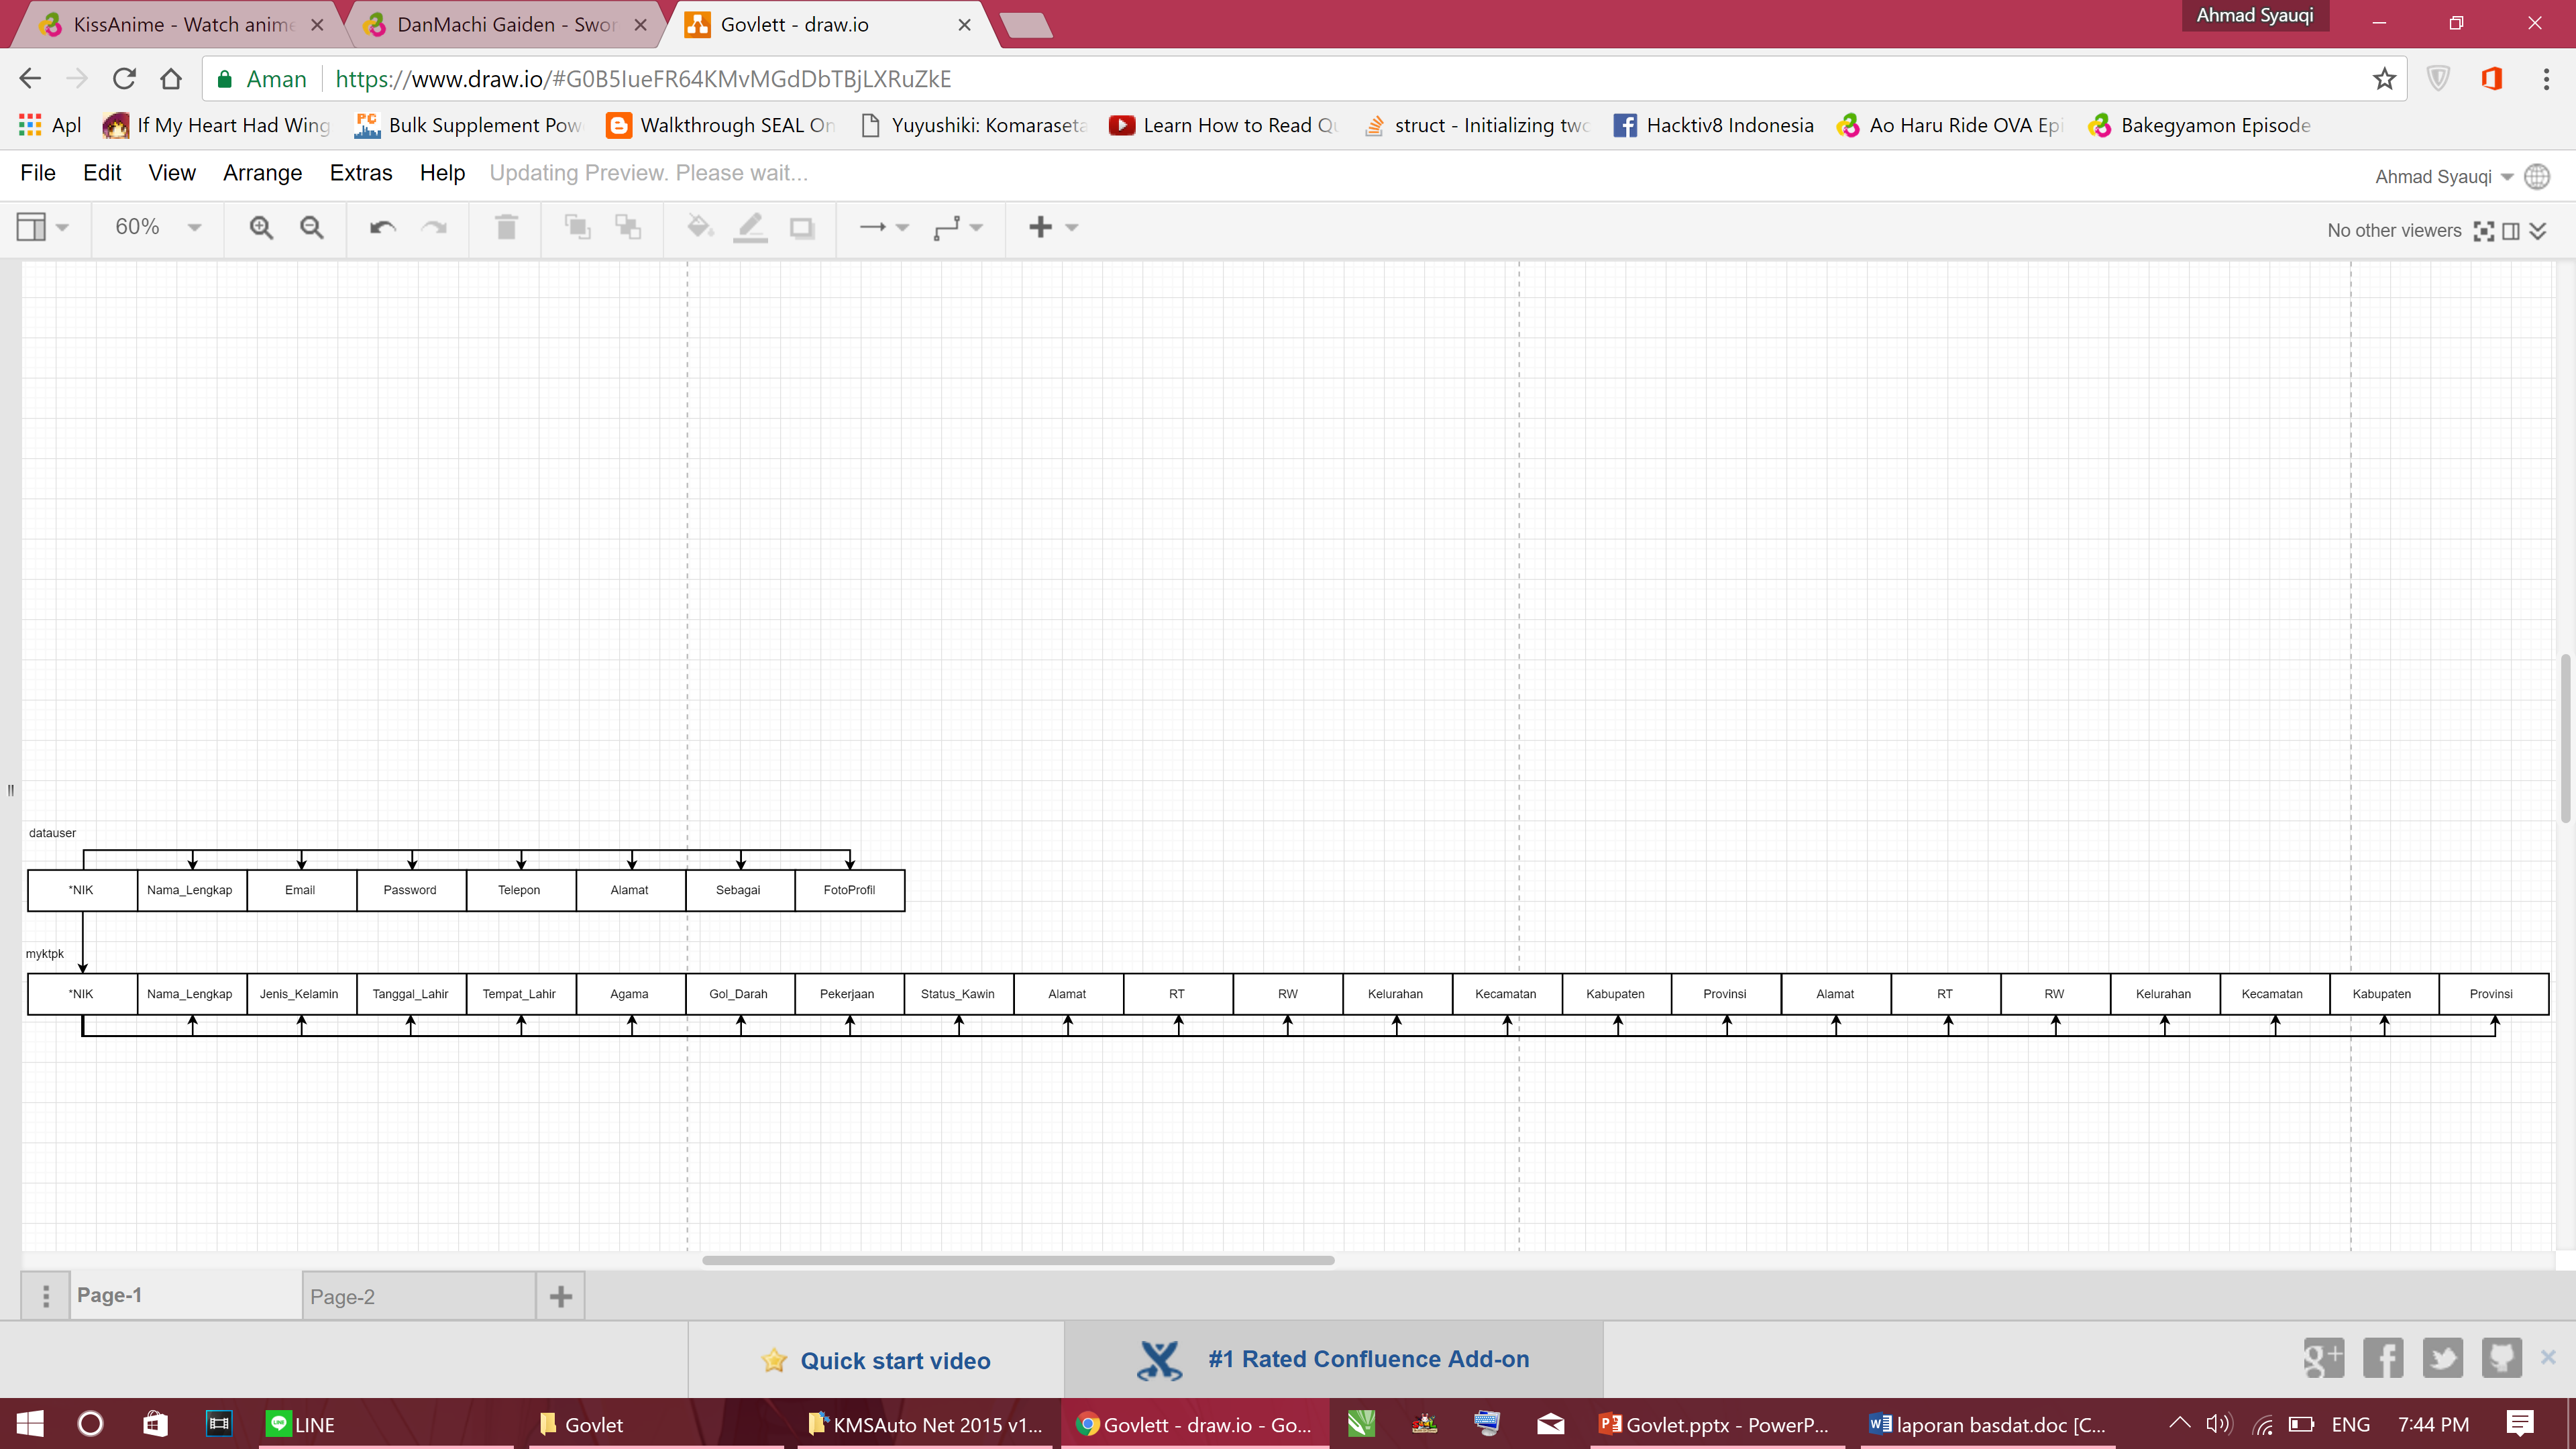 KissAnime - Watch anime
DanMachi Gaiden - Swor
Govlett - draw.io
Ahmad Syauqi
Aman
https://www.draw.io/#G0B5IueFR64KMvMGdDbTBjLXRuZkE
Apl
If My Heart Had Wing
Bulk Supplement Pow
Walkthrough SEAL On
Yuyushiki: Komaraseta
Learn How to Read Qu
struct - Initializing two
Hacktiv8 Indonesia
Ao Haru Ride OVA Epi
Bakegyamon Episode
File Edit View Arrange Extras Help Updating Preview. Please wait...
Ahmad Syauqi
60%
No other viewers
datauser
*NIK Nama_Lengkap Email Password Telepon Alamat Sebagai FotoProfil
myktpk
*NIK Nama_Lengkap Jenis_Kelamin Tanggal_Lahir Tempat_Lahir Agama Gol_Darah Pekerjaan Status_Kawin Alamat RT RW Kelurahan Kecamatan Kabupaten Provinsi Alamat RT RW Kelurahan Kecamatan Kabupaten Provinsi
Page-1
Page-2
Quick start video
#1 Rated Confluence Add-on
LINE
Govlet
KMSAuto Net 2015 v1...
Govlett - draw.io - Go...
Govlet.pptx - PowerP...
laporan basdat.doc [C...
ENG
7:44 PM